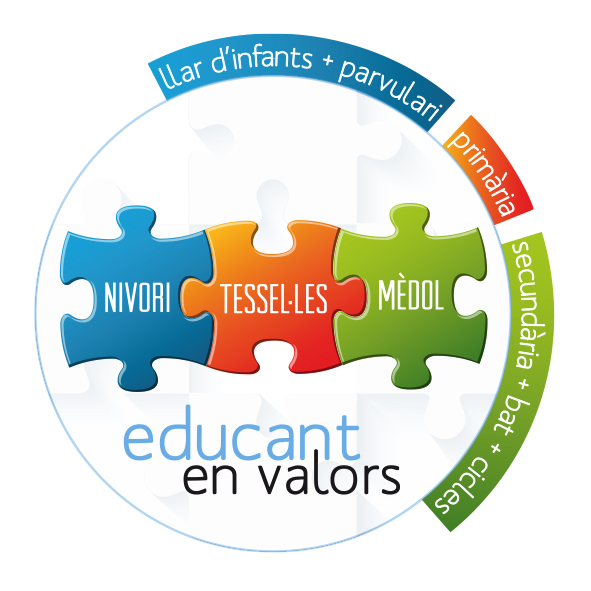 llar d'infants + parvulari
primària
secundària + bat + cicles
NIVORI
TESSEL·LES
MÈDOL
educant
en valors